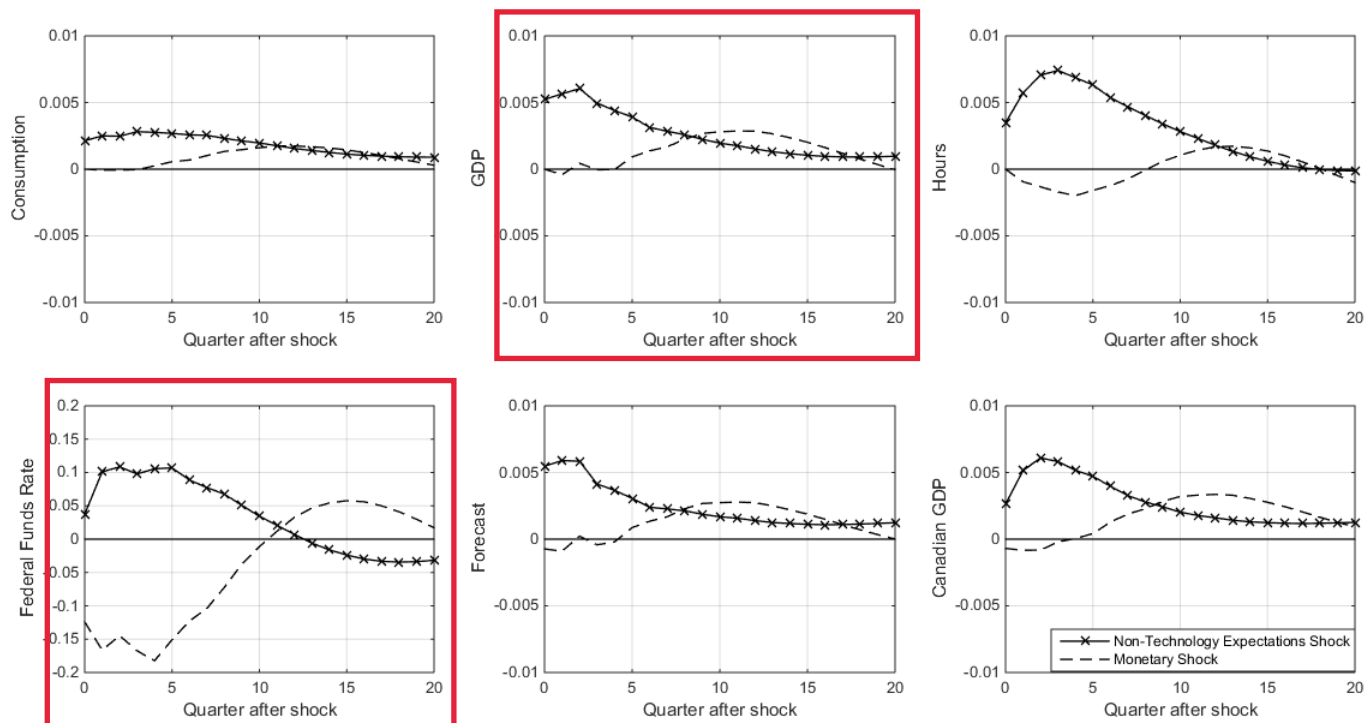 0.01
0.005
0
-0.005
-0.01
Consumption
0 5 10 15 20
Quarter after shock
0.01
0.005
0
-0.005
-0.01
GDP
0 5 10 15 20
Quarter after shock
0.01
0.005
0
-0.005
-0.01
Hours
0 5 10 15 20
Quarter after shock
0.2
0.15
0.1
0.05
0
-0.05
-0.1
-0.15
-0.2
Federal Funds Rate
0 5 10 15 20
Quarter after shock
0.01
0.005
0
-0.005
-0.01
Forecast
0 5 10 15 20
Quarter after shock
0.01
0.005
0
-0.005
-0.01
Canadian GDP
Non-Technology Expectations Shock
Monetary Shock
0 5 10 15 20
Quarter after shock